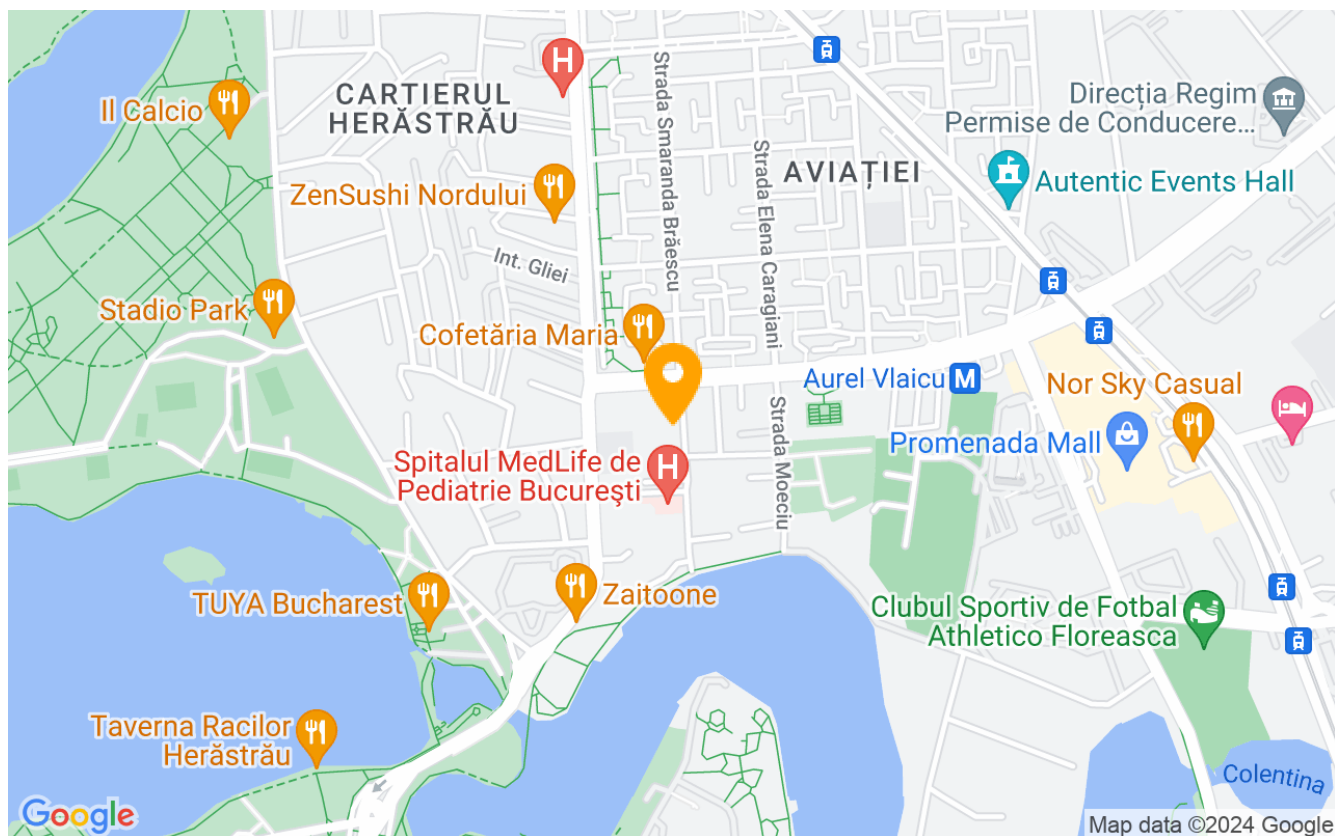 Il Calcio
CARTIERUL
HERĂSTRĂU
H
Strada Smaranda Brăescu
Strada Elena Caragiani
AVIAȚIEI
Direcția Regim
Permise de Conducere...
Autentic Events Hall
ZenSushi Nordului
Int. Gliei
Stadio Park
Cofetăria Maria
Aurel Vlaicu
M
Nor Sky Casual
Promenada Mall
Strada Moeciu
Spitalul MedLife de
Pediatrie Bucureşti
H
TUYA Bucharest
Zaitoone
Clubul Sportiv de Fotbal
Athletico Floreasca
Taverna Racilor
Herăstrău
Colentina
Google
Map data ©2024 Google